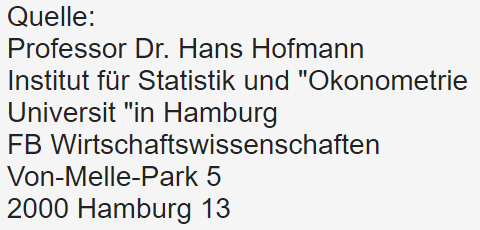 Quelle:
Professor Dr. Hans Hofmann
Institut für Statistik und "Okonometrie
Universit "in Hamburg
FB Wirtschaftswissenschaften
Von-Melle-Park 5
2000 Hamburg 13